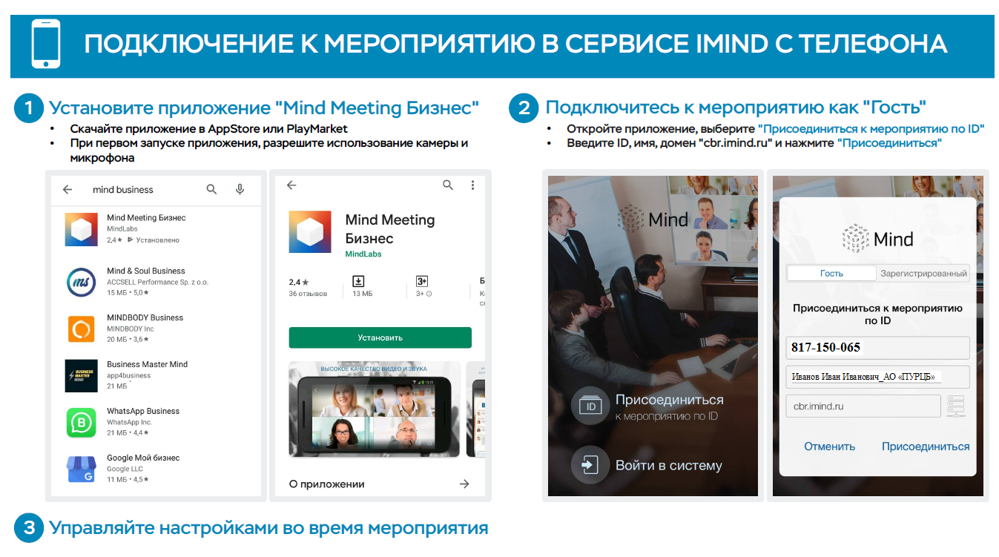 ПОДКЛЮЧЕНИЕ К МЕРОПРИЯТИЮ В СЕРВИСЕ IMIND С ТЕЛЕФОНА
1 Установите приложение "Mind Meeting Бизнес"
• Скачайте приложение в AppStore или PlayMarket
• При первом запуске приложения, разрешите использование камеры и
микрофона
mind business
Mind Meeting Бизнес
MindLabs
2,4★ Установлено
Mind & Soul Business
ACCSELL Performance Sp. z o.o.
15 МБ • 5,0★
MINDBODY Business
MINDBODY Inc
20 МБ • 3,6★
BUSINESS
MASTER
MIND
Business Master Mind
app4business
21 МБ
WhatsApp Business
WhatsApp Inc.
21 МБ • 4,4★
Google Мой бизнес
Google LLC
11 МБ • 4,5★
Mind Meeting
Бизнес
MindLabs
2,4★
36 отзывов
13 МБ
3+
3+
Установить
ВЫСОКОЕ КАЧЕСТВО ВИДЕО И ЗВУКА
О приложении
2 Подключитесь к мероприятию как "Гость"
• Откройте приложение, выберите "Присоединиться к мероприятию по ID"
• Введите ID, имя, домен "cbr.imind.ru" и нажмите "Присоединиться"
Mind
ID
Присоединиться
к мероприятию по ID
Войти в систему
Mind
Гость Зарегистрированный
Присоединиться к мероприятию
по ID
817-150-065
Иванов Иван Иванович_АО «ПУРЦБ»
cbr.imind.ru
Отменить Присоединиться
3 Управляйте настройками во время мероприятия